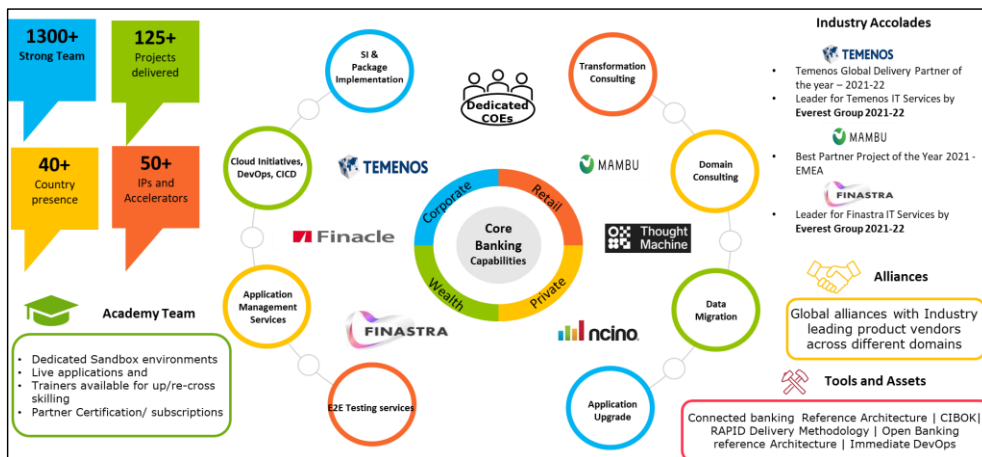 1300+
Strong Team
125+
Projects
delivered
40+
Country
presence
50+
IPs and
Accelerators
Academy Team
• Dedicated Sandbox environments
• Live applications and
• Trainers available for up/re-cross
skilling
• Partner Certification/ subscriptions
SI &
Package
Implementation
Cloud Initiatives,
DevOps, CICD
Application
Management
Services
E2E Testing services
Dedicated
COEs
TEMENOS
MAMBU
Finacle
Thought
Machine
FINASTRA
ncino
Corporate
Retail
Wealth
Private
Core
Banking
Capabilities
Transformation
Consulting
Domain
Consulting
Data
Migration
Application
Upgrade
Industry Accolades
TEMENOS
• Temenos Global Delivery Partner of
the year – 2021-22
• Leader for Temenos IT Services by
Everest Group 2021-22
MAMBU
• Best Partner Project of the Year 2021 -
EMEA
FINASTRA
• Leader for Finastra IT Services by
Everest Group 2021-22
Alliances
Global alliances with Industry
leading product vendors
across different domains
Tools and Assets
Connected banking Reference Architecture | CIBOK|
RAPID Delivery Methodology | Open Banking
reference Architecture | Immediate DevOps